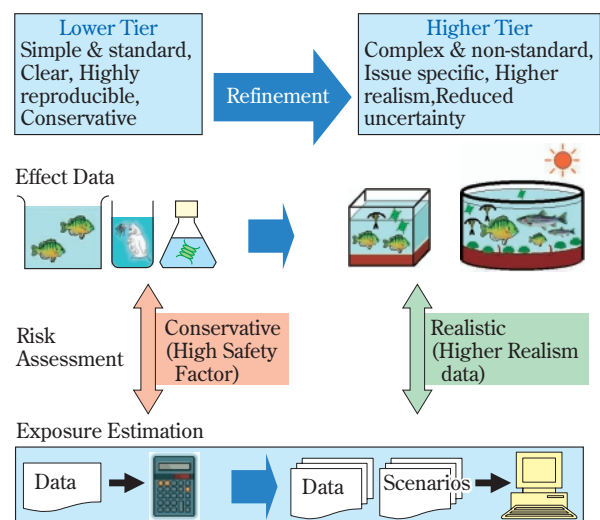 Lower Tier
Simple & standard,
Clear, Highly
reproducible,
Conservative
Refinement
Higher Tier
Complex & non-standard,
Issue specific, Higher
realism,Reduced
uncertainty
Effect Data
Risk
Assessment
Conservative
(High Safety
Factor)
Realistic
(Higher Realism
data)
Exposure Estimation
Data
Data
Scenarios